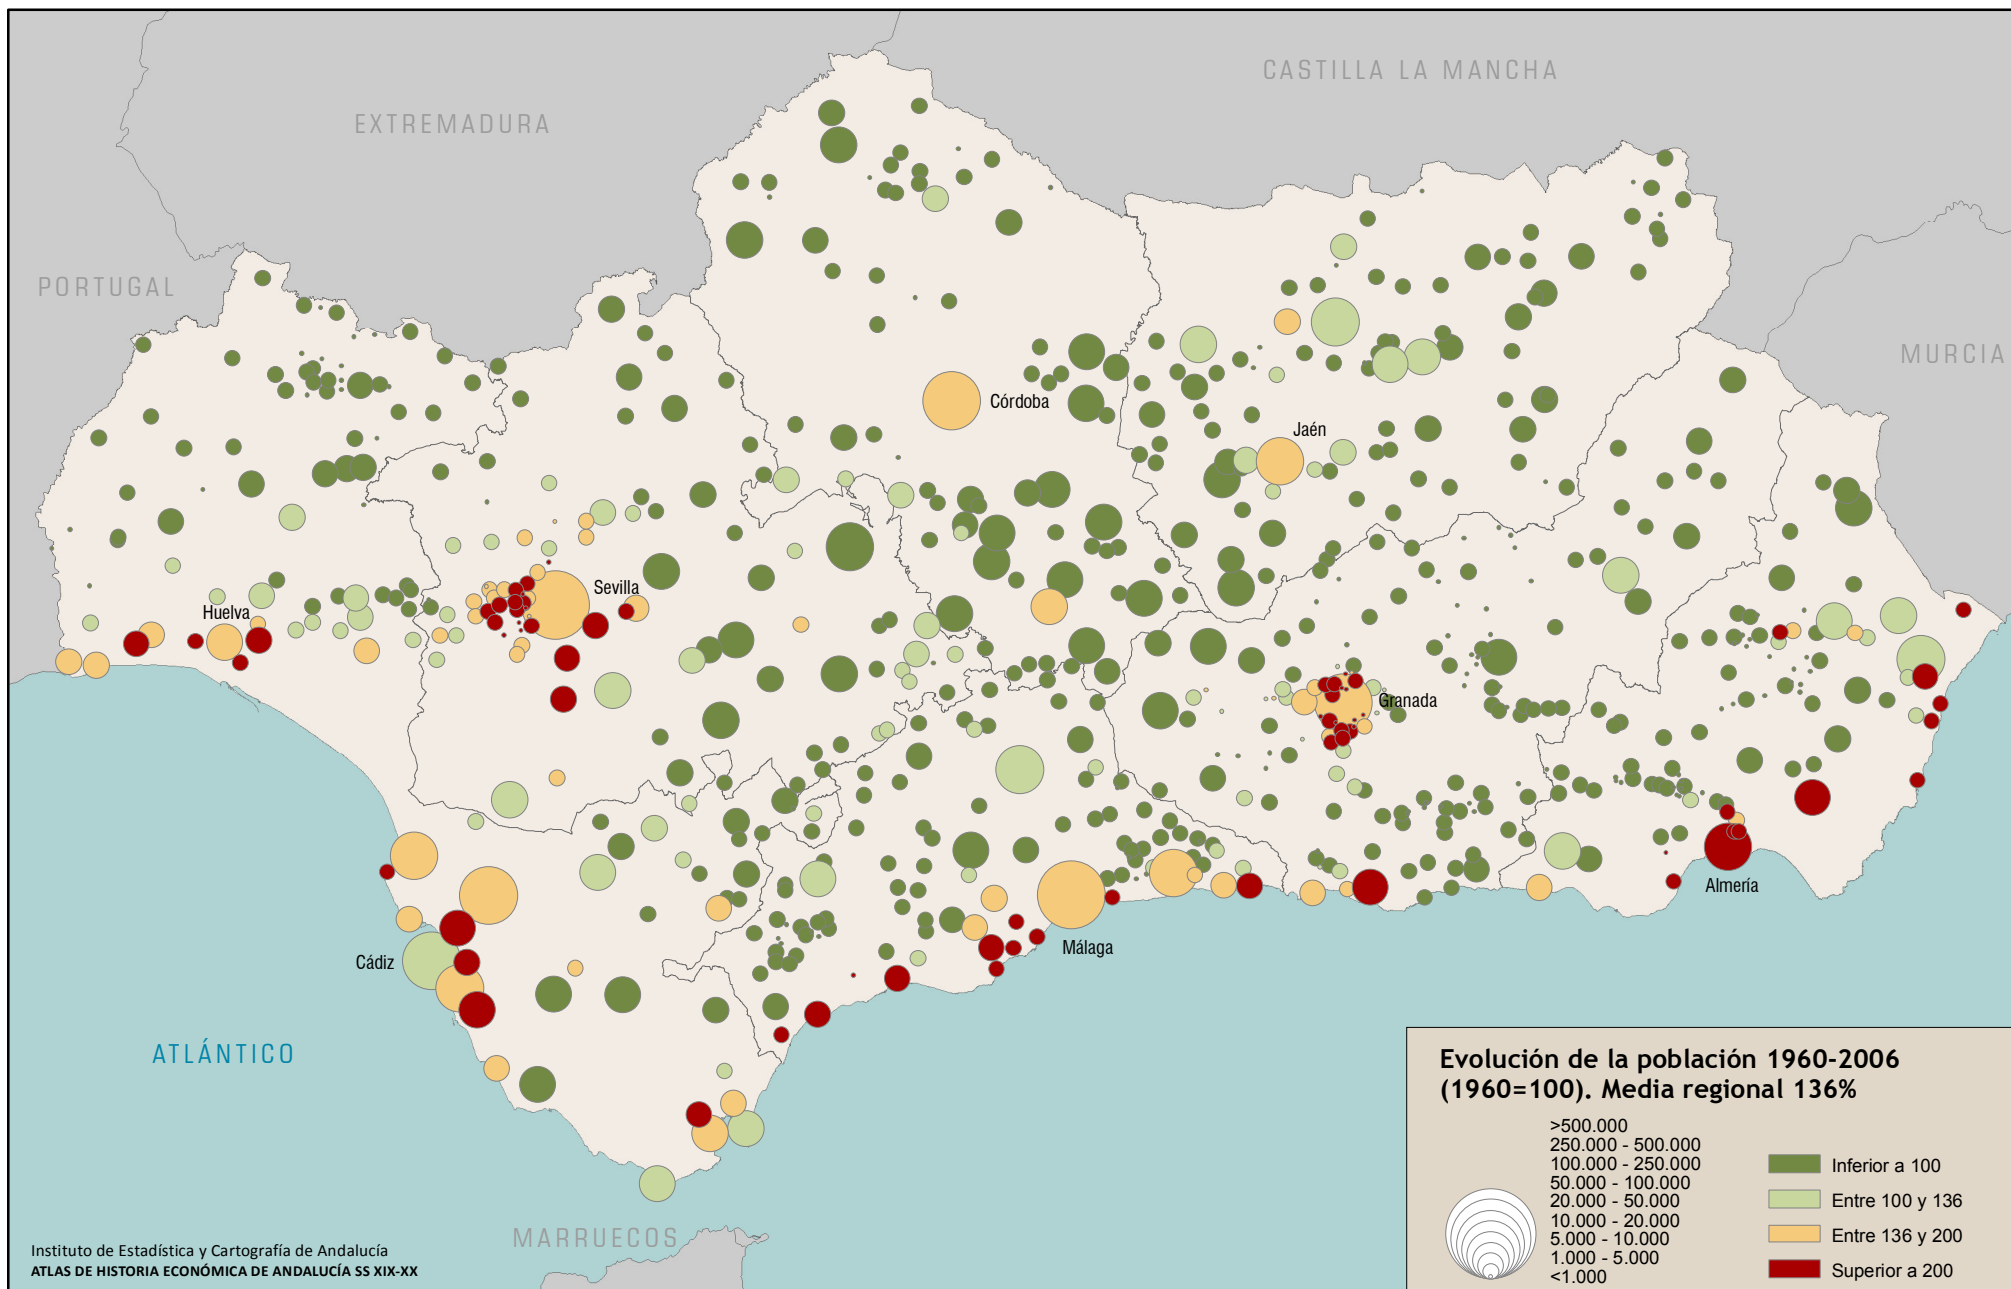 CASTILLA LA MANCHA
EXTREMADURA
PORTUGAL
MURCIA
Córdoba
Jaén
Sevilla
Huelva
Granada
Almería
Málaga
Cádiz
ATLÁNTICO
MARRUECOS
Instituto de Estadística y Cartografía de Andalucía
ATLAS DE HISTORIA ECONÓMICA DE ANDALUCÍA SS XIX-XX
Evolución de la población 1960-2006
(1960=100). Media regional 136%
>500.000
250.000 - 500.000
100.000 - 250.000
50.000 - 100.000
20.000 - 50.000
10.000 - 20.000
5.000 - 10.000
1.000 - 5.000
<1.000
Inferior a 100
Entre 100 y 136
Entre 136 y 200
Superior a 200